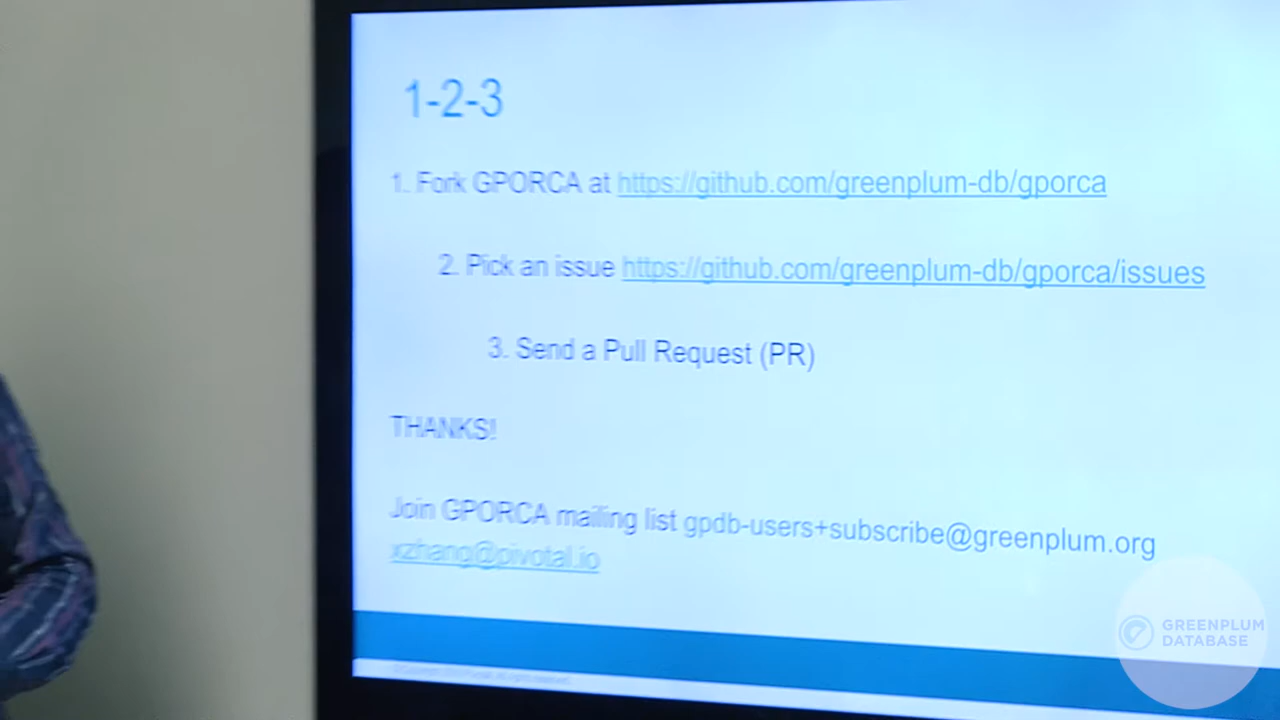 1-2-3
1. Fork GPORCA at https://github.com/greenplum-db/gporca
2. Pick an issue https://github.com/greenplum-db/gporca/issues
3. Send a Pull Request (PR)
THANKS!
Join GPORCA mailing list gpdb-users+subscribe@greenplum.org
xzhang@pivotal.io
GREENPLUM
DATABASE